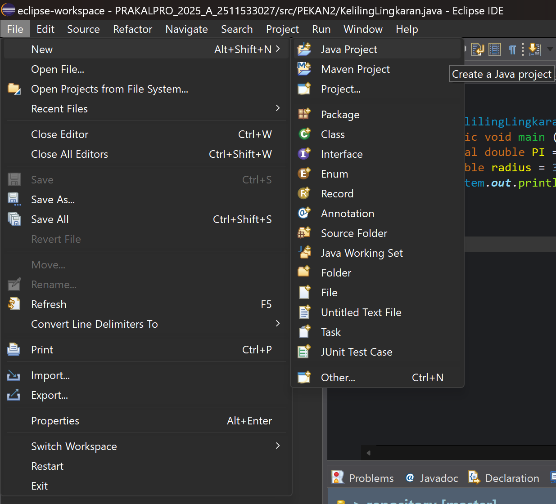 eclipse-workspace - PRAKALPRO_2025_A_2511533027/src/PEKAN2/KelilingLingkaran.java - Eclipse IDE
File Edit Source Refactor Navigate Search Project Run Window Help
New Alt+Shift+N >
Open File...
Open Projects from File System...
Recent Files >
Close Editor Ctrl+W
Close All Editors Ctrl+Shift+W
Save Ctrl+S
Save As...
Save All Ctrl+Shift+S
Revert File
Move...
Rename...
Refresh F5
Convert Line Delimiters To >
Print Ctrl+P
Import...
Export...
Properties Alt+Enter
Switch Workspace >
Restart
Exit
Java Project
Maven Project
Project...
Package
Class
Interface
Enum
Record
Annotation
Source Folder
Java Working Set
Folder
File
Untitled Text File
Task
JUnit Test Case
Other... Ctrl+N
Create a Java project
lilingLingkara
ic void main (
al double PI =
ble radius = 
tem.out.printl
Problems Javadoc Declaration
> repository [master]